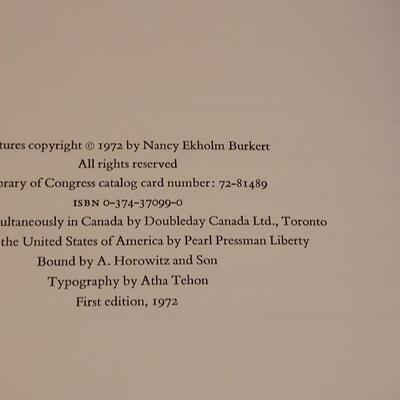 tures copyright © 1972 by Nancy Ekholm Burkert
All rights reserved
brary of Congress catalog card number: 72-81489
ISBN 0-374-37099-0
ultaneously in Canada by Doubleday Canada Ltd., Toronto
the United States of America by Pearl Pressman Liberty
Bound by A. Horowitz and Son
Typography by Atha Tehon
First edition, 1972